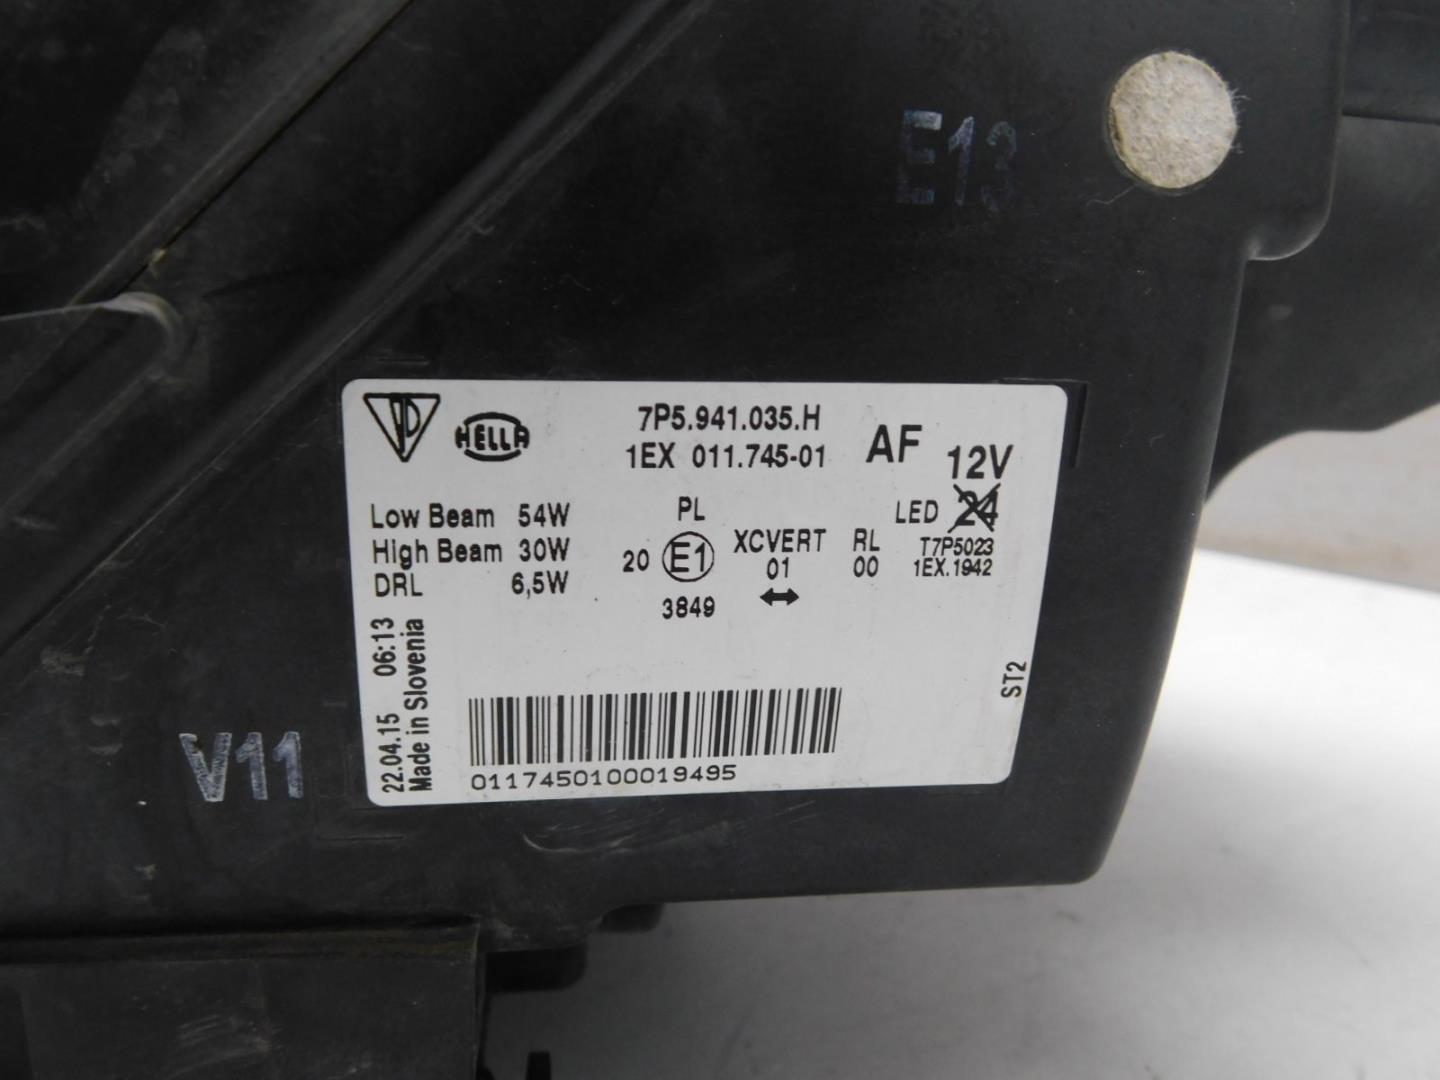 E13
HELLA
7P5.941.035.H
1EX 011.745-01
AF
12V
LED 24
T7P5023
1EX.1942
Low Beam 54W
High Beam 30W
DRL 6,5W
PL
20 E1
3849
XCVERT
01
↔
RL
00
22.04.15 06:13
Made in Slovenia
ST2
0117450100019495
V11